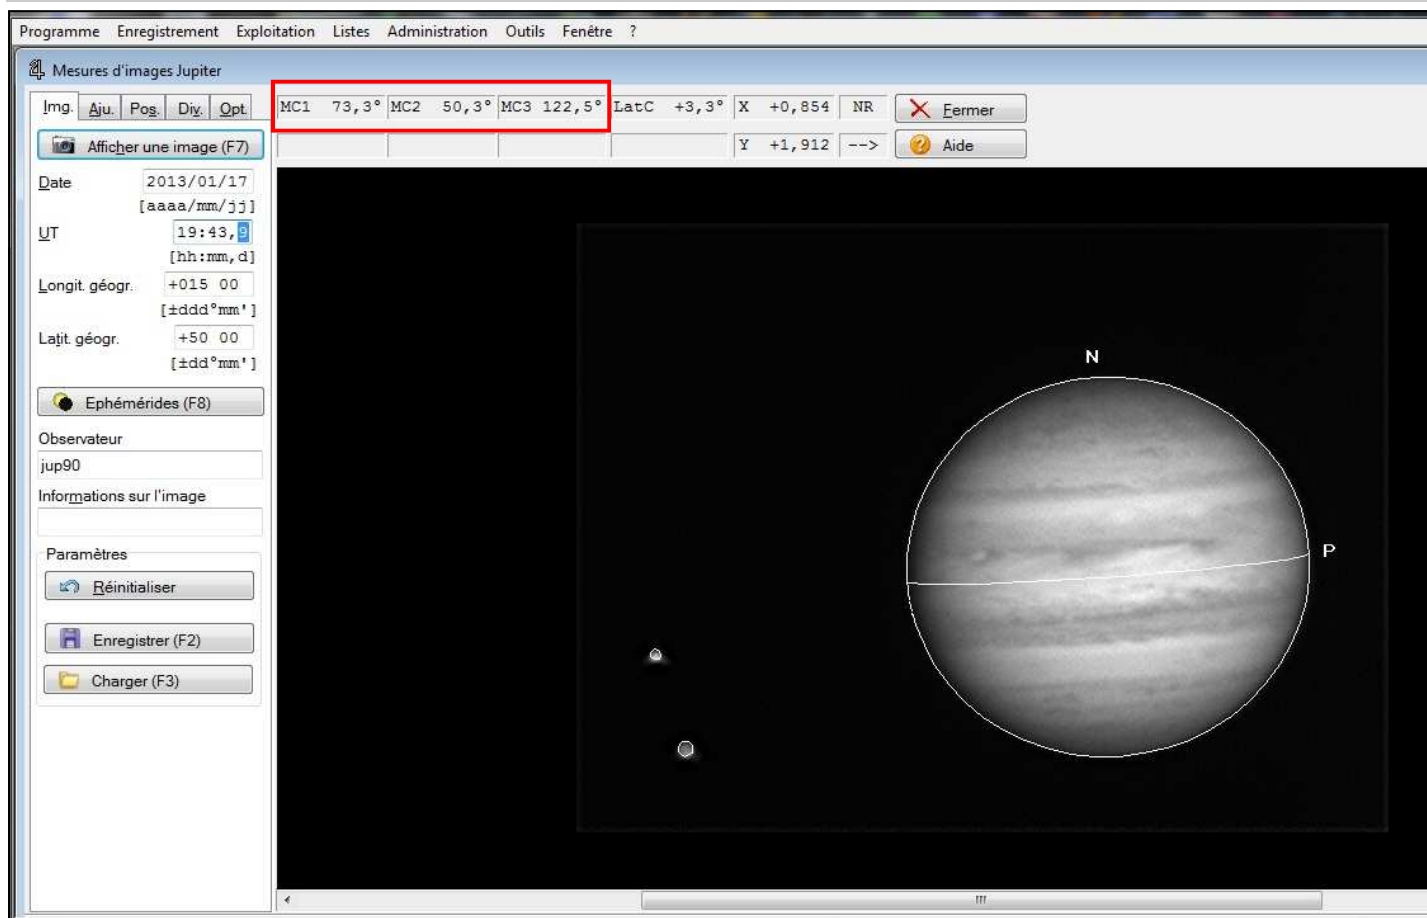 Programme Enregistrement Exploitation Listes Administration Outils Fenêtre ?
Mesures d'images Jupiter
Img. Aju. Pos. Div. Opt.
MC1 73,3° MC2 50,3° MC3 122,5° LatC +3,3° X +0,854 NR Fermer
Afficher une image (F7)
Y +1,912 --> Aide
Date 2013/01/17
[aaaa/mm/jj]
UT 19:43,9
[hh:mm,d]
Longit. géogr. +015 00
[±ddd°mm']
Latit. géogr. +50 00
[±dd°mm']
Ephémérides (F8)
Observateur
jup90
Informations sur l'image
Paramètres
Réinitialiser
Enregistrer (F2)
Charger (F3)
N
P